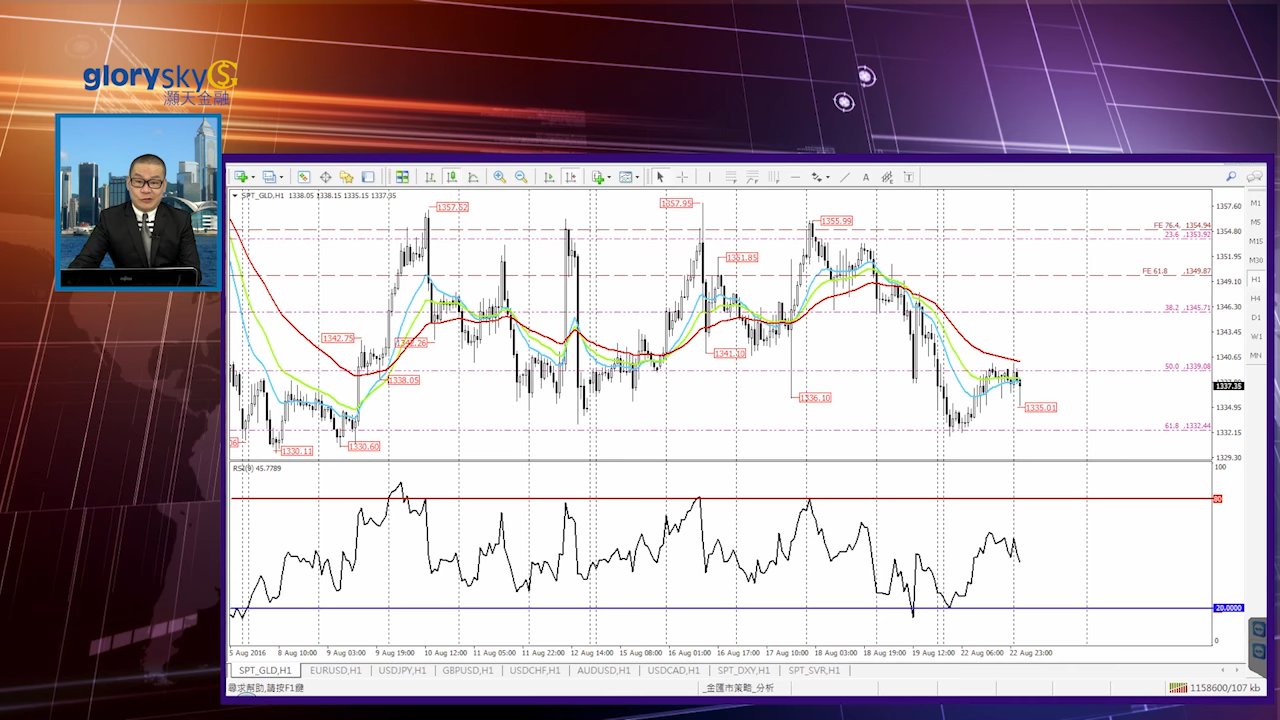 glorysky
灝天金融
SPT_GLD,H1 1338.05 1338.15 1335.15 1337.35
1357.52
1357.95
1355.99
1351.85
1342.75
1342.26
1341.10
1338.05
1336.10
1335.01
1330.11
1330.60
FE 76.4, 1354.94
23.6 ,1353.92
FE 61.8 ,1349.87
38.2 ,1345.71
50.0 ,1339.08
61.8 ,1332.44
1357.60
1354.80
1351.95
1349.10
1346.30
1343.45
1340.65
1337.35
1334.95
1332.15
1329.30
M1
M5
M15
M30
H1
H4
D1
W1
MN
RSI(9) 45.7789
100
80
20.0000
0
5 Aug 2016
8 Aug 10:00
9 Aug 03:00
9 Aug 19:00
10 Aug 12:00
11 Aug 05:00
11 Aug 22:00
12 Aug 14:00
15 Aug 08:00
16 Aug 01:00
16 Aug 17:00
17 Aug 10:00
18 Aug 03:00
18 Aug 19:00
19 Aug 12:00
22 Aug 06:00
22 Aug 23:00
SPT_GLD,H1 EURUSD,H1 USDJPY,H1 GBPUSD,H1 USDCHF,H1 AUDUSD,H1 USDCAD,H1 SPT_DXY,H1 SPT_SVR,H1
尋求幫助,請按F1鍵
_金匯市策略_分析
1158600/107 kb